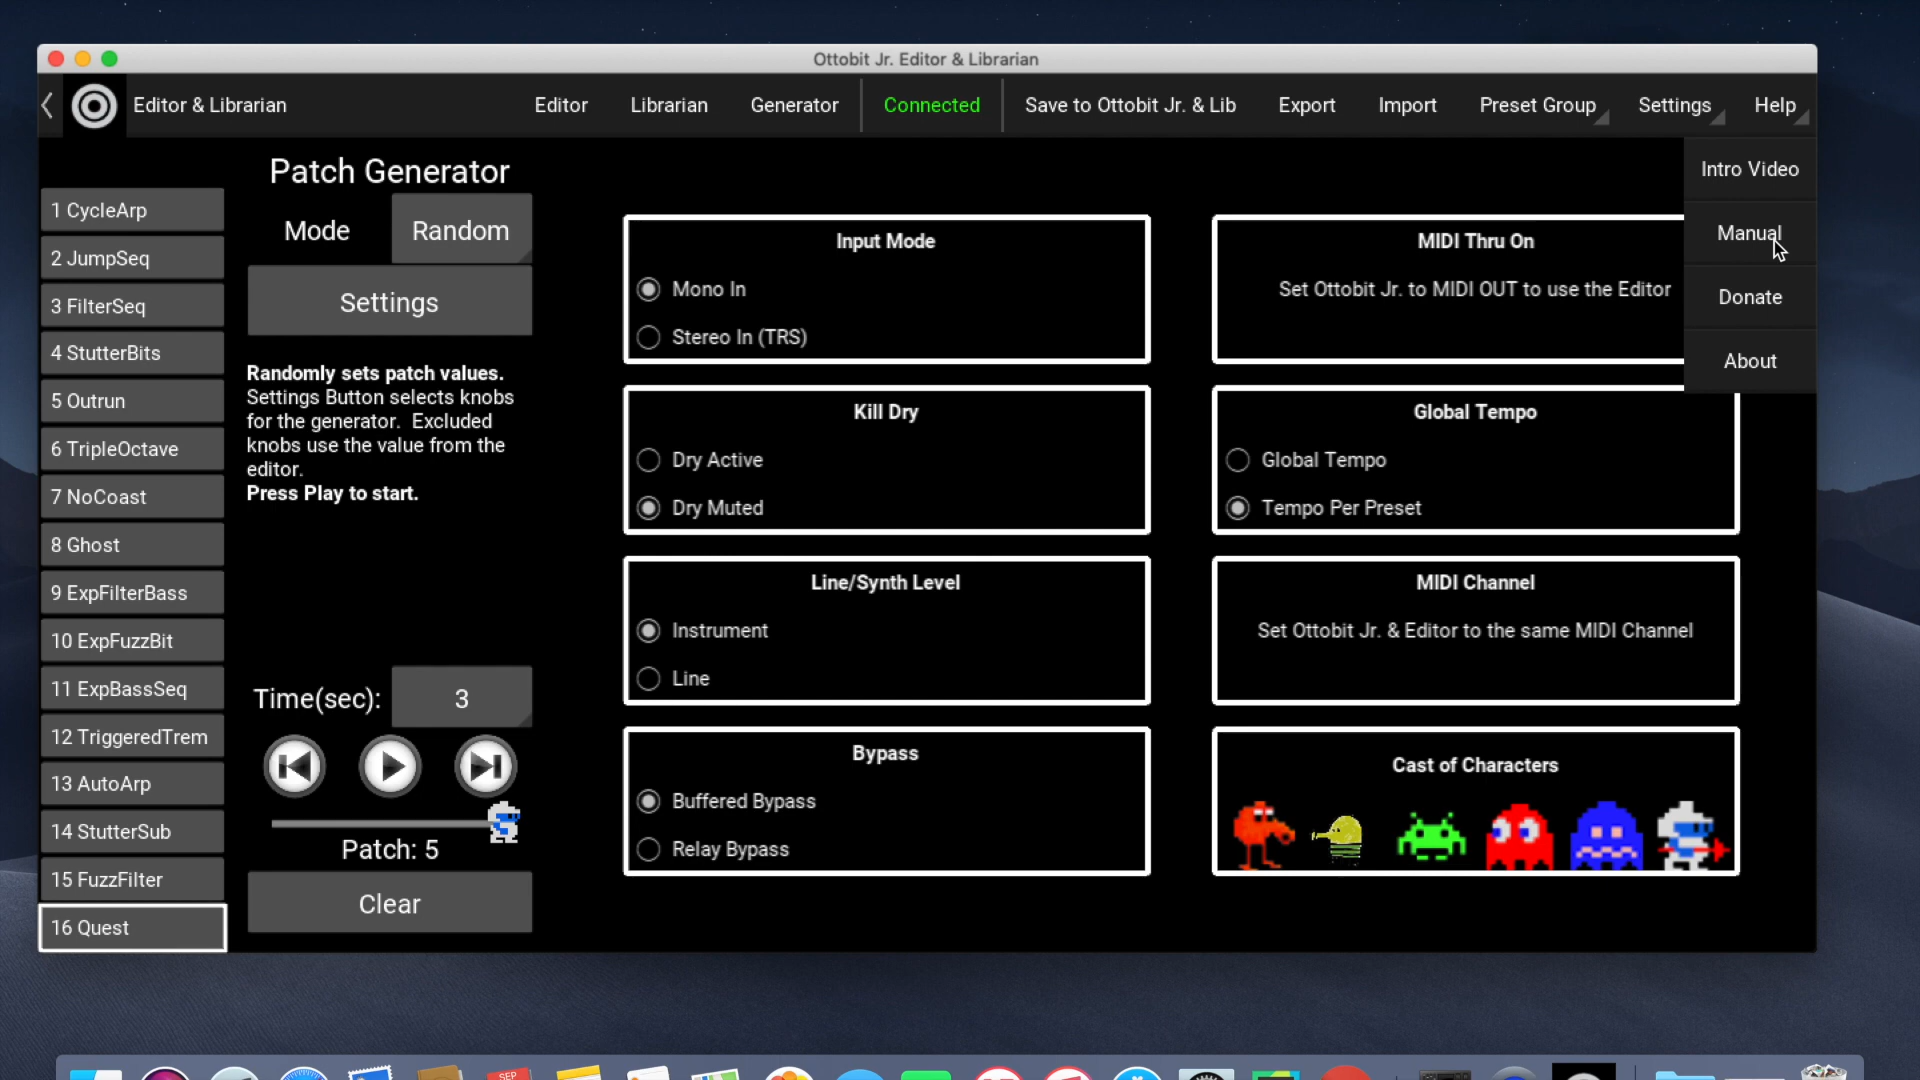 Ottobit Jr. Editor & Librarian
Editor & Librarian
Editor
Librarian
Generator
Connected
Save to Ottobit Jr. & Lib
Export
Import
Preset Group
Settings
Help
Intro Video
Manual
Donate
About
1 CycleArp
2 JumpSeq
3 FilterSeq
4 StutterBits
5 Outrun
6 TripleOctave
7 NoCoast
8 Ghost
9 ExpFilterBass
10 ExpFuzzBit
11 ExpBassSeq
12 TriggeredTrem
13 AutoArp
14 StutterSub
15 FuzzFilter
16 Quest
Patch Generator
Mode
Random
Settings
Randomly sets patch values.
Settings Button selects knobs
for the generator. Excluded
knobs use the value from the
editor.
Press Play to start.
Time(sec):
3
Patch: 5
Clear
Input Mode
Mono In
Stereo In (TRS)
MIDI Thru On
Set Ottobit Jr. to MIDI OUT to use the Editor
Kill Dry
Dry Active
Dry Muted
Global Tempo
Global Tempo
Tempo Per Preset
Line/Synth Level
Instrument
Line
MIDI Channel
Set Ottobit Jr. & Editor to the same MIDI Channel
Bypass
Buffered Bypass
Relay Bypass
Cast of Characters
SEP